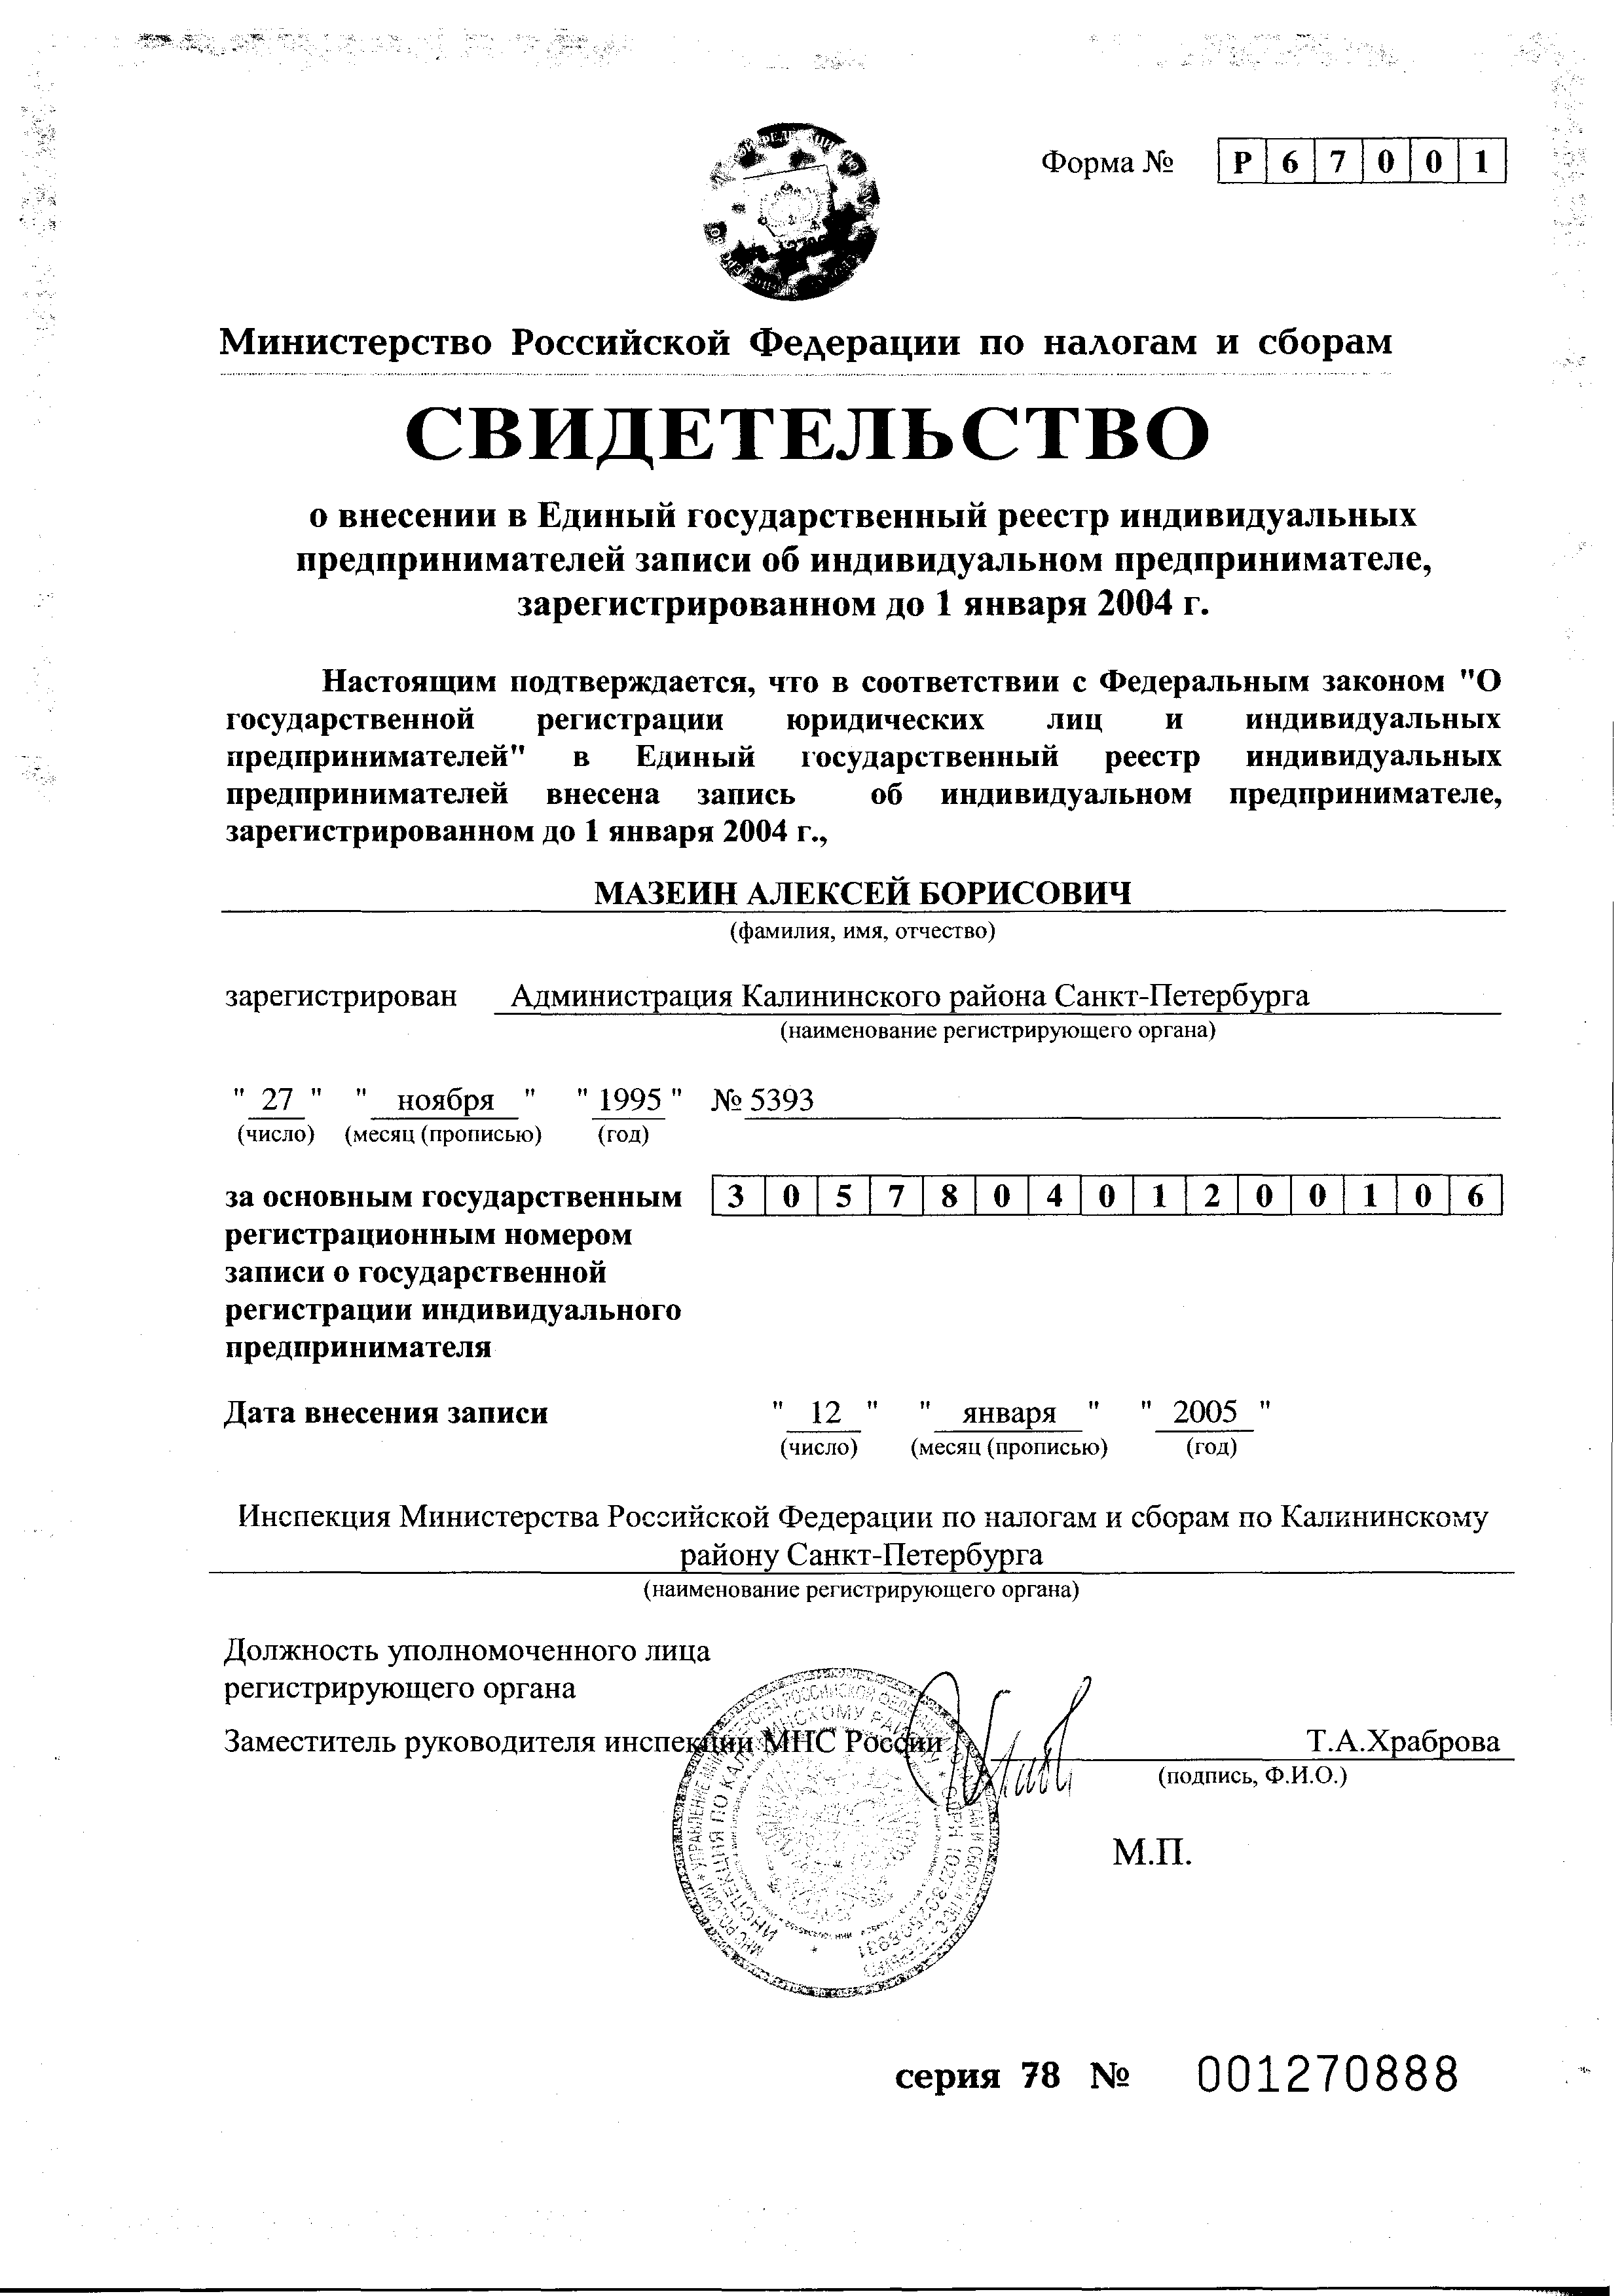 Форма № Р 6 7 0 0 1
Министерство Российской Федерации по налогам и сборам
СВИДЕТЕЛЬСТВО
о внесении в Единый государственный реестр индивидуальных
предпринимателей записи об индивидуальном предпринимателе,
зарегистрированном до 1 января 2004 г.
Настоящим подтверждается, что в соответствии с Федеральным законом "О
государственной регистрации юридических лиц и индивидуальных
предпринимателей" в Единый государственный реестр индивидуальных
предпринимателей внесена запись об индивидуальном предпринимателе,
зарегистрированном до 1 января 2004 г.,
МАЗЕИН АЛЕКСЕЙ БОРИСОВИЧ
(фамилия, имя, отчество)
зарегистрирован Администрация Калининского района Санкт-Петербурга
(наименование регистрирующего органа)
" 27 " " ноября " " 1995 " № 5393
(число) (месяц (прописью) (год)
за основным государственным 3 0 5 7 8 0 4 0 1 2 0 0 1 0 6
регистрационным номером
записи о государственной
регистрации индивидуального
предпринимателя
Дата внесения записи " 12 " " января " " 2005 "
(число) (месяц (прописью) (год)
Инспекция Министерства Российской Федерации по налогам и сборам по Калининскому
району Санкт-Петербурга
(наименование регистрирующего органа)
Должность уполномоченного лица
регистрирующего органа
Заместитель руководителя инспекции МНС России Т.А.Храброва
(подпись, Ф.И.О.)
М.П.
ИНСПЕКЦИЯ ПО КАЛИНИНСКОМУ
серия 78 № 001270888